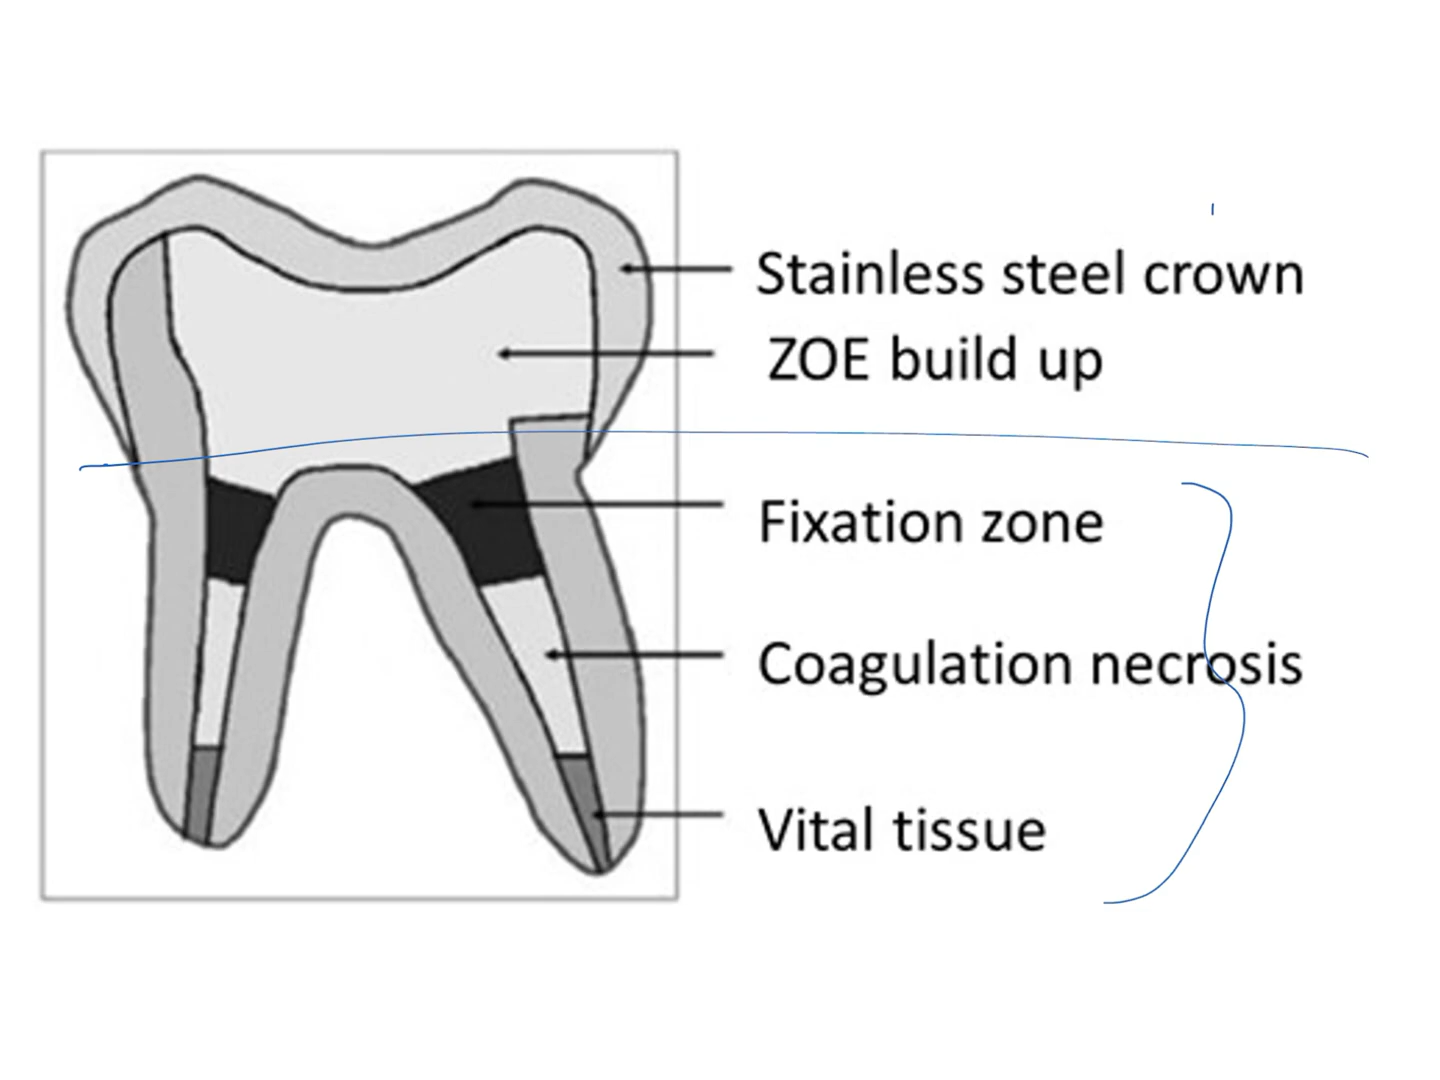 Stainless steel crown
ZOE build up
Fixation zone
Coagulation necrosis
Vital tissue